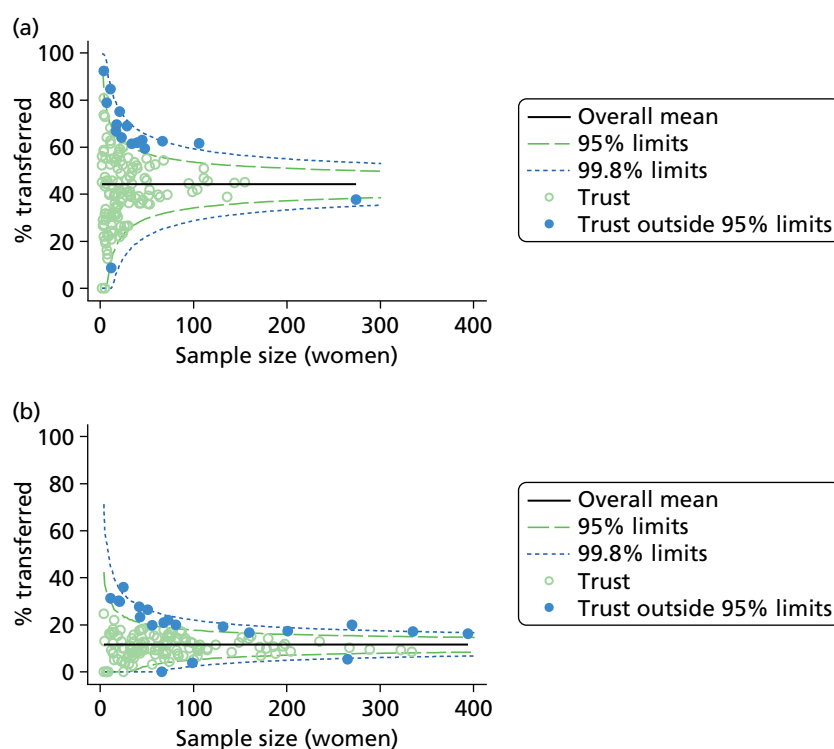 (a)
100
80
60
40
20
0
% transferred
0 100 200 300 400
Sample size (women)
Overall mean
95% limits
99.8% limits
Trust
Trust outside 95% limits
(b)
100
80
60
40
20
0
% transferred
0 100 200 300 400
Sample size (women)
Overall mean
95% limits
99.8% limits
Trust
Trust outside 95% limits